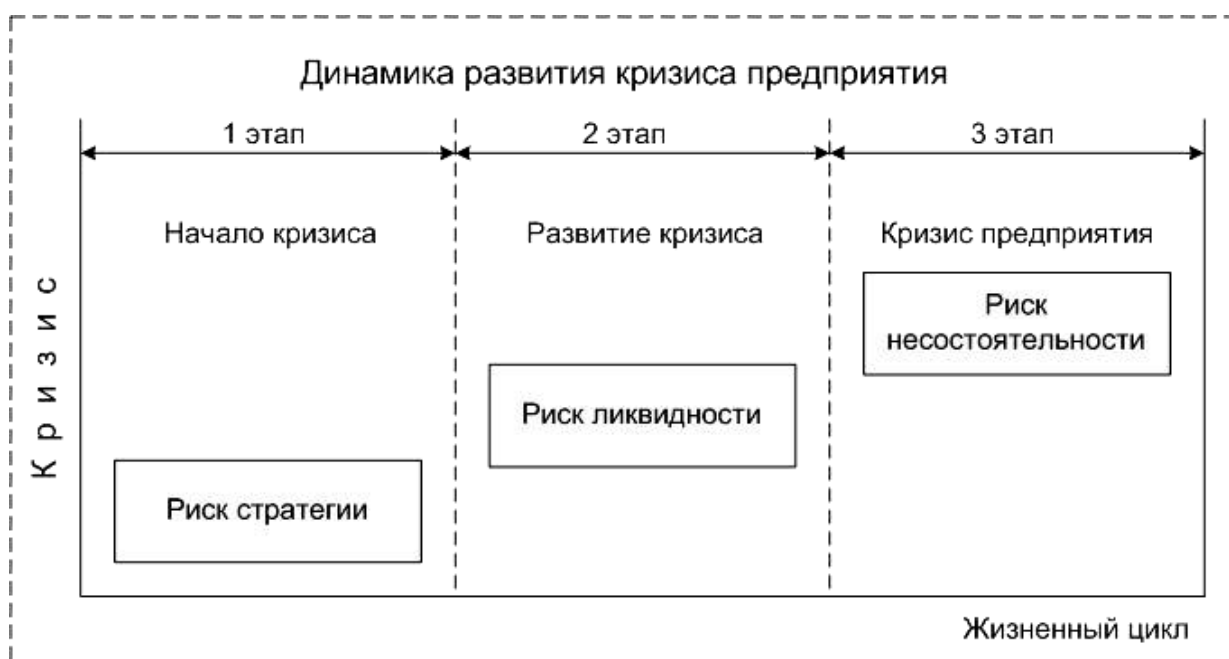 Динамика развития кризиса предприятия
1 этап
2 этап
3 этап
Начало кризиса
Развитие кризиса
Кризис предприятия
Риск
несостоятельности
Риск ликвидности
Риск стратегии
Кризис
Жизненный цикл